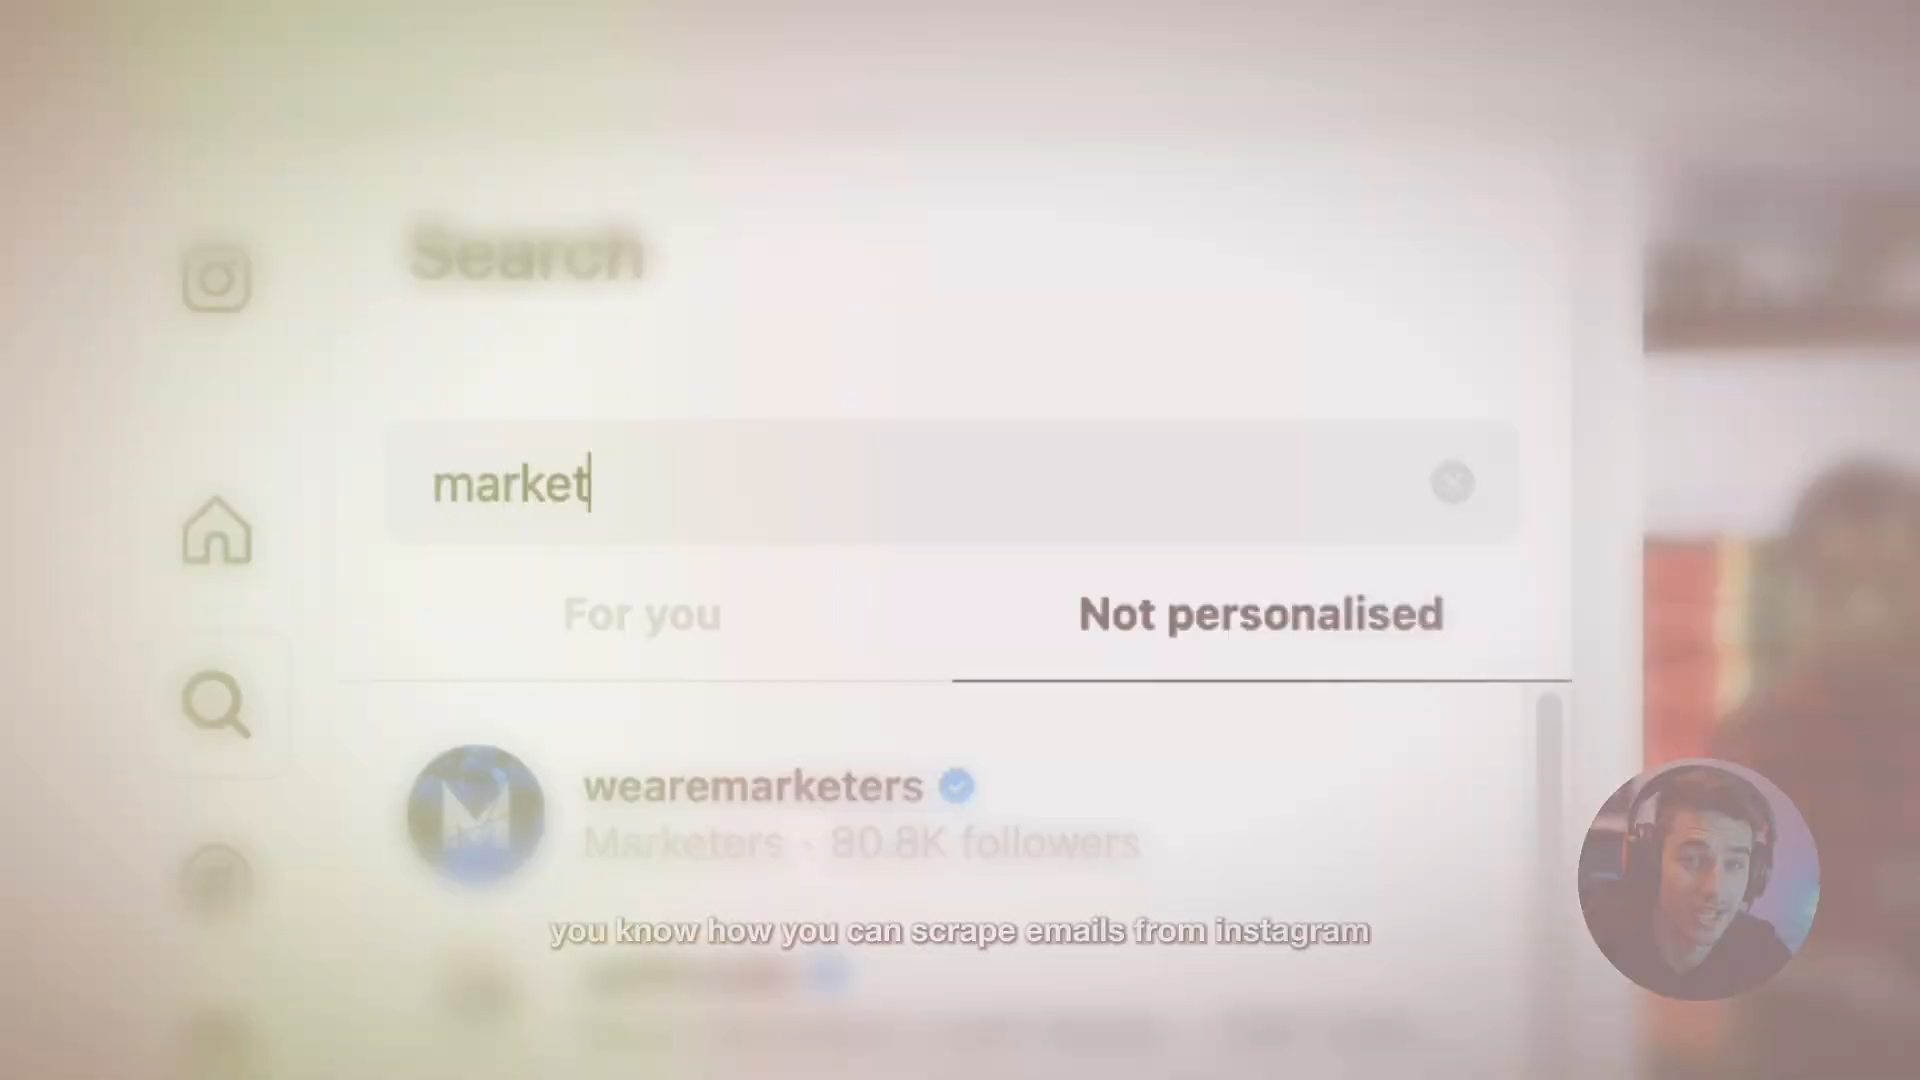 Search
market
For you
Not personalised
wearemarketers
Marketers · 80.8K followers
you know how you can scrape emails from instagram